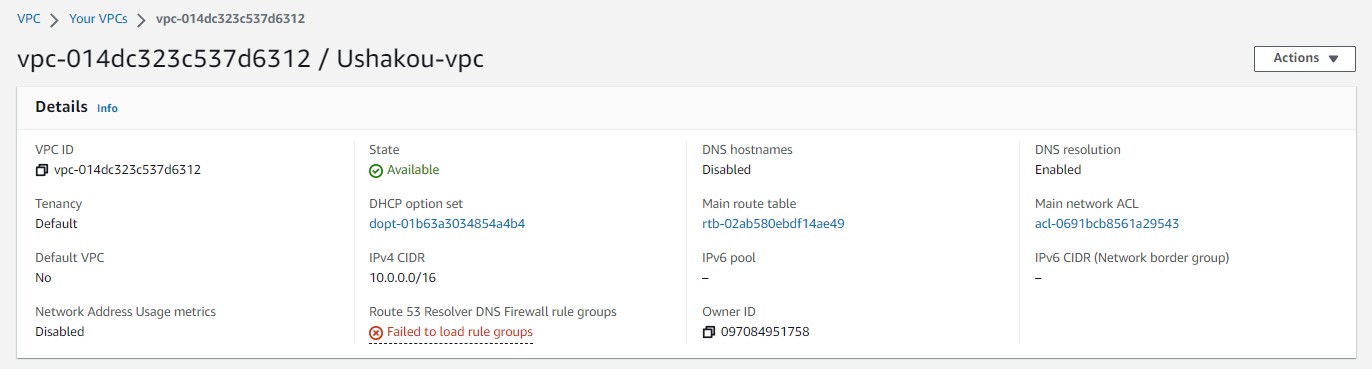 VPC > Your VPCs > vpc-014dc323c537d6312
vpc-014dc323c537d6312 / Ushakou-vpc
Actions
Details Info
VPC ID State DNS hostnames DNS resolution
vpc-014dc323c537d6312 Available Disabled Enabled
Tenancy DHCP option set Main route table Main network ACL
Default dopt-01b63a3034854a4b4 rtb-02ab580ebdf14ae49 acl-0691bcb8561a29543
Default VPC IPv4 CIDR IPv6 pool IPv6 CIDR (Network border group)
No 10.0.0.0/16 – –
Network Address Usage metrics Route 53 Resolver DNS Firewall rule groups Owner ID
Disabled Failed to load rule groups 097084951758